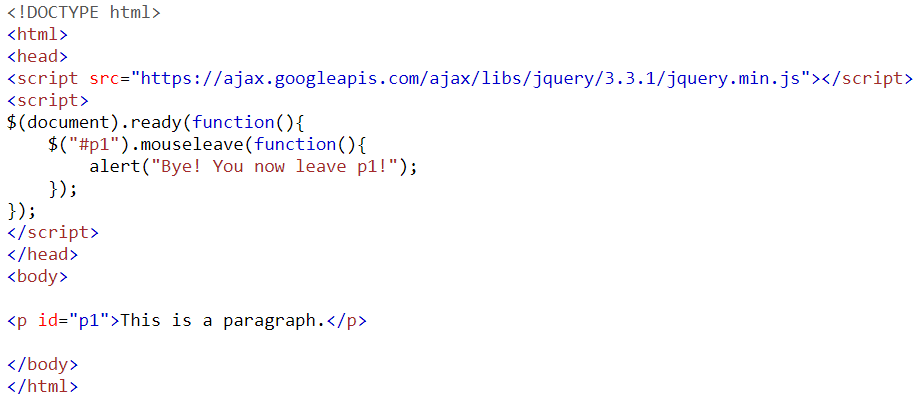 <!DOCTYPE html>
<html>
<head>
<script src="https://ajax.googleapis.com/ajax/libs/jquery/3.3.1/jquery.min.js"></script>
<script>
$(document).ready(function(){
    $("#p1").mouseleave(function(){
        alert("Bye! You now leave p1!");
    });
});
</script>
</head>
<body>

<p id="p1">This is a paragraph.</p>

</body>
</html>